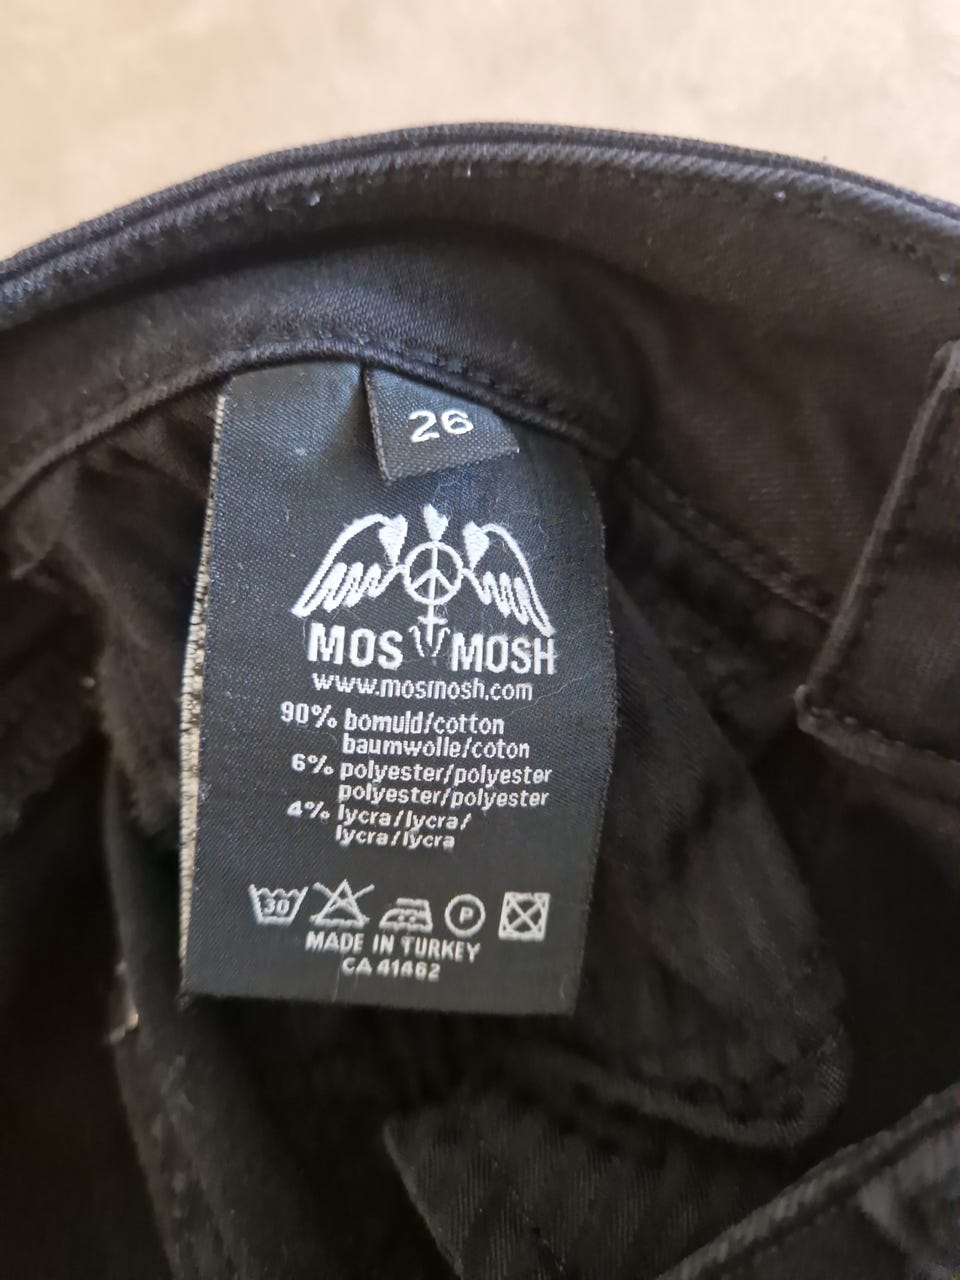 26
MOS MOSH
www.mosmosh.com
90% bomuld/cotton
baumwolle/coton
6% polyester/polyester
polyester/polyester
4% lycra/lycra/
lycra/lycra
30 P
MADE IN TURKEY
CA 41462